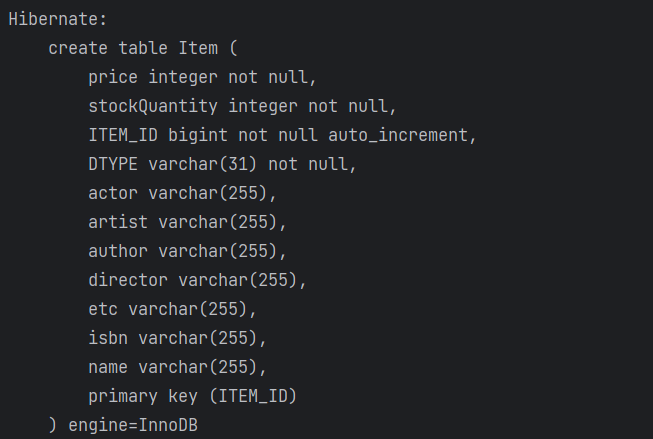 Hibernate:
    create table Item (
        price integer not null,
        stockQuantity integer not null,
        ITEM_ID bigint not null auto_increment,
        DTYPE varchar(31) not null,
        actor varchar(255),
        artist varchar(255),
        author varchar(255),
        director varchar(255),
        etc varchar(255),
        isbn varchar(255),
        name varchar(255),
        primary key (ITEM_ID)
    ) engine=InnoDB